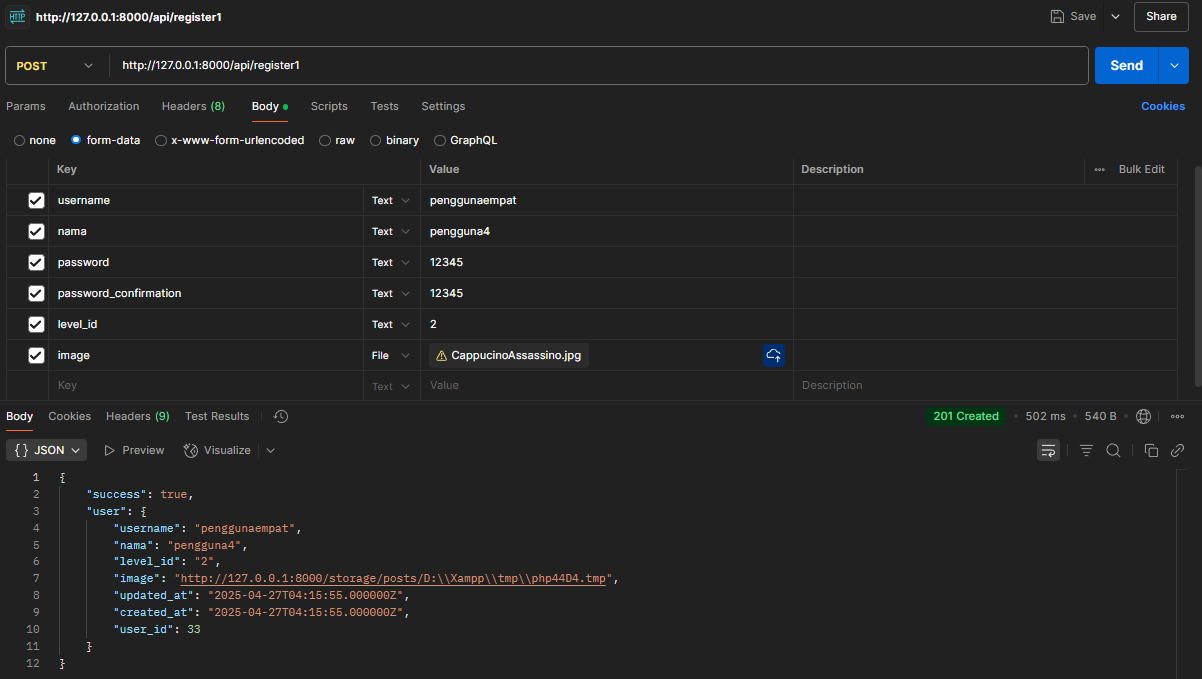 HTTP http://127.0.0.1:8000/api/register1 Save Share
POST http://127.0.0.1:8000/api/register1 Send
Params Authorization Headers (8) Body Scripts Tests Settings Cookies
none form-data x-www-form-urlencoded raw binary GraphQL
Key Value Description Bulk Edit
username Text penggunaempat
nama Text pengguna4
password Text 12345
password_confirmation Text 12345
level_id Text 2
image File CappucinoAssassino.jpg
Key Text Value Description
Body Cookies Headers (9) Test Results 201 Created 502 ms 540 B
{} JSON Preview Visualize
1 {
2 "success": true,
3 "user": {
4 "username": "penggunaempat",
5 "nama": "pengguna4",
6 "level_id": "2",
7 "image": "http://127.0.0.1:8000/storage/posts/D:\\Xampp\\tmp\\php44D4.tmp",
8 "updated_at": "2025-04-27T04:15:55.000000Z",
9 "created_at": "2025-04-27T04:15:55.000000Z",
10 "user_id": 33
11 }
12 }